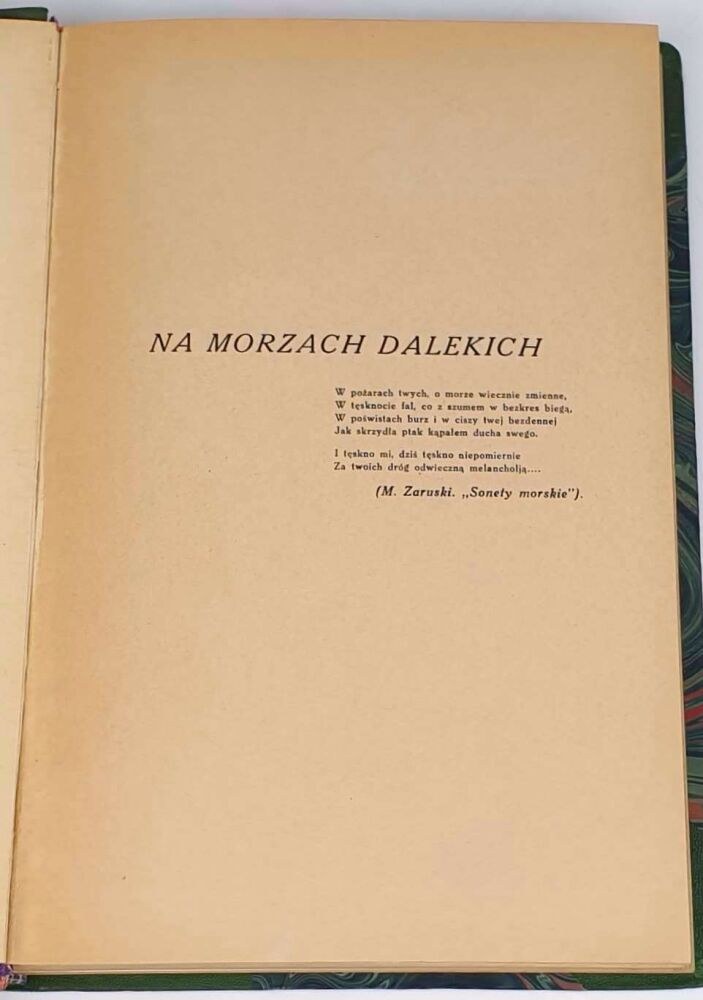 NA MORZACH DALEKICH
W pożarach twych, o morze wiecznie zmienne,
W tęsknocie fal, co z szumem w bezkres biegą,
W poświstach burz i w ciszy twej bezdennej
Jak skrzydła ptak kąpałem ducha swego.
I tęskno mi, dziś tęskno niepomiernie
Za twoich dróg odwieczną melancholją....
(M. Zaruski. „Sonety morskie").